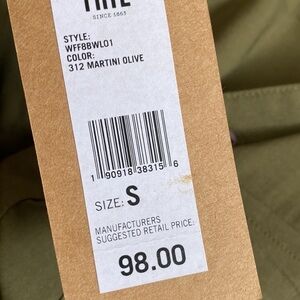 SINCE 1863
STYLE:
WFF8BWL01
COLOR:
312 MARTINI OLIVE
1 90918 38315 6
SIZE: S
MANUFACTURERS
SUGGESTED RETAIL PRICE:
98.00